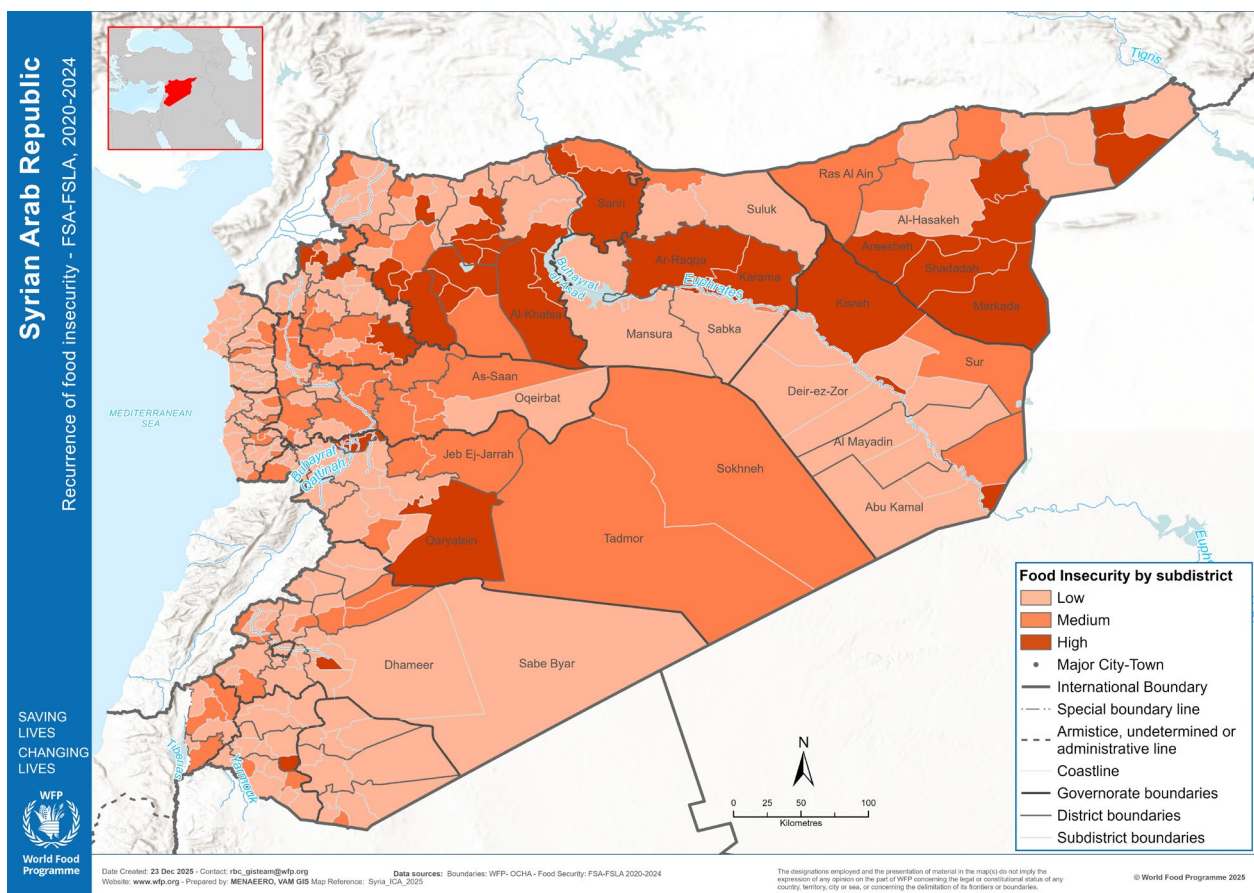 Syrian Arab Republic
Recurrence of food insecurity - FSA-FSLA, 2020-2024
SAVING
LIVES
CHANGING
LIVES
WFP
World Food
Programme
Tigris
Ras Al Ain
Sarin
Suluk
Al-Hasakeh
Areesheh
Ar-Raqqa
Shadadah
Buhayrat
al Asad
Karama
Euphrates
Kisreh
Markada
Al-Khafsa
Mansura
Sabka
Sur
As-Saan
Deir-ez-Zor
Oqeirbat
MEDITERRANEAN
SEA
Al Mayadin
Buhayrat
Qattinah
Jeb Ej-Jarrah
Sokhneh
Abu Kamal
Qaryatein
Tadmor
Euph
Dhameer
Sabe Byar
Tiberias
Yarmouk
Food Insecurity by subdistrict
Low
Medium
High
Major City-Town
International Boundary
Special boundary line
Armistice, undetermined or
administrative line
Coastline
Governorate boundaries
District boundaries
Subdistrict boundaries
N
0 25 50 100
Kilometres
Date Created: 23 Dec 2025 - Contact: rbc_gisteam@wfp.org
Website: www.wfp.org - Prepared by: MENAEERO, VAM GIS Map Reference: Syria_ICA_2025
Data sources: Boundaries: WFP- OCHA - Food Security: FSA-FSLA 2020-2024
The designations employed and the presentation of material in the map(s) do not imply the
expression of any opinion on the part of WFP concerning the legal or constitutional status of any
country, territory, city or sea, or concerning the delimitation of its frontiers or boundaries.
© World Food Programme 2025